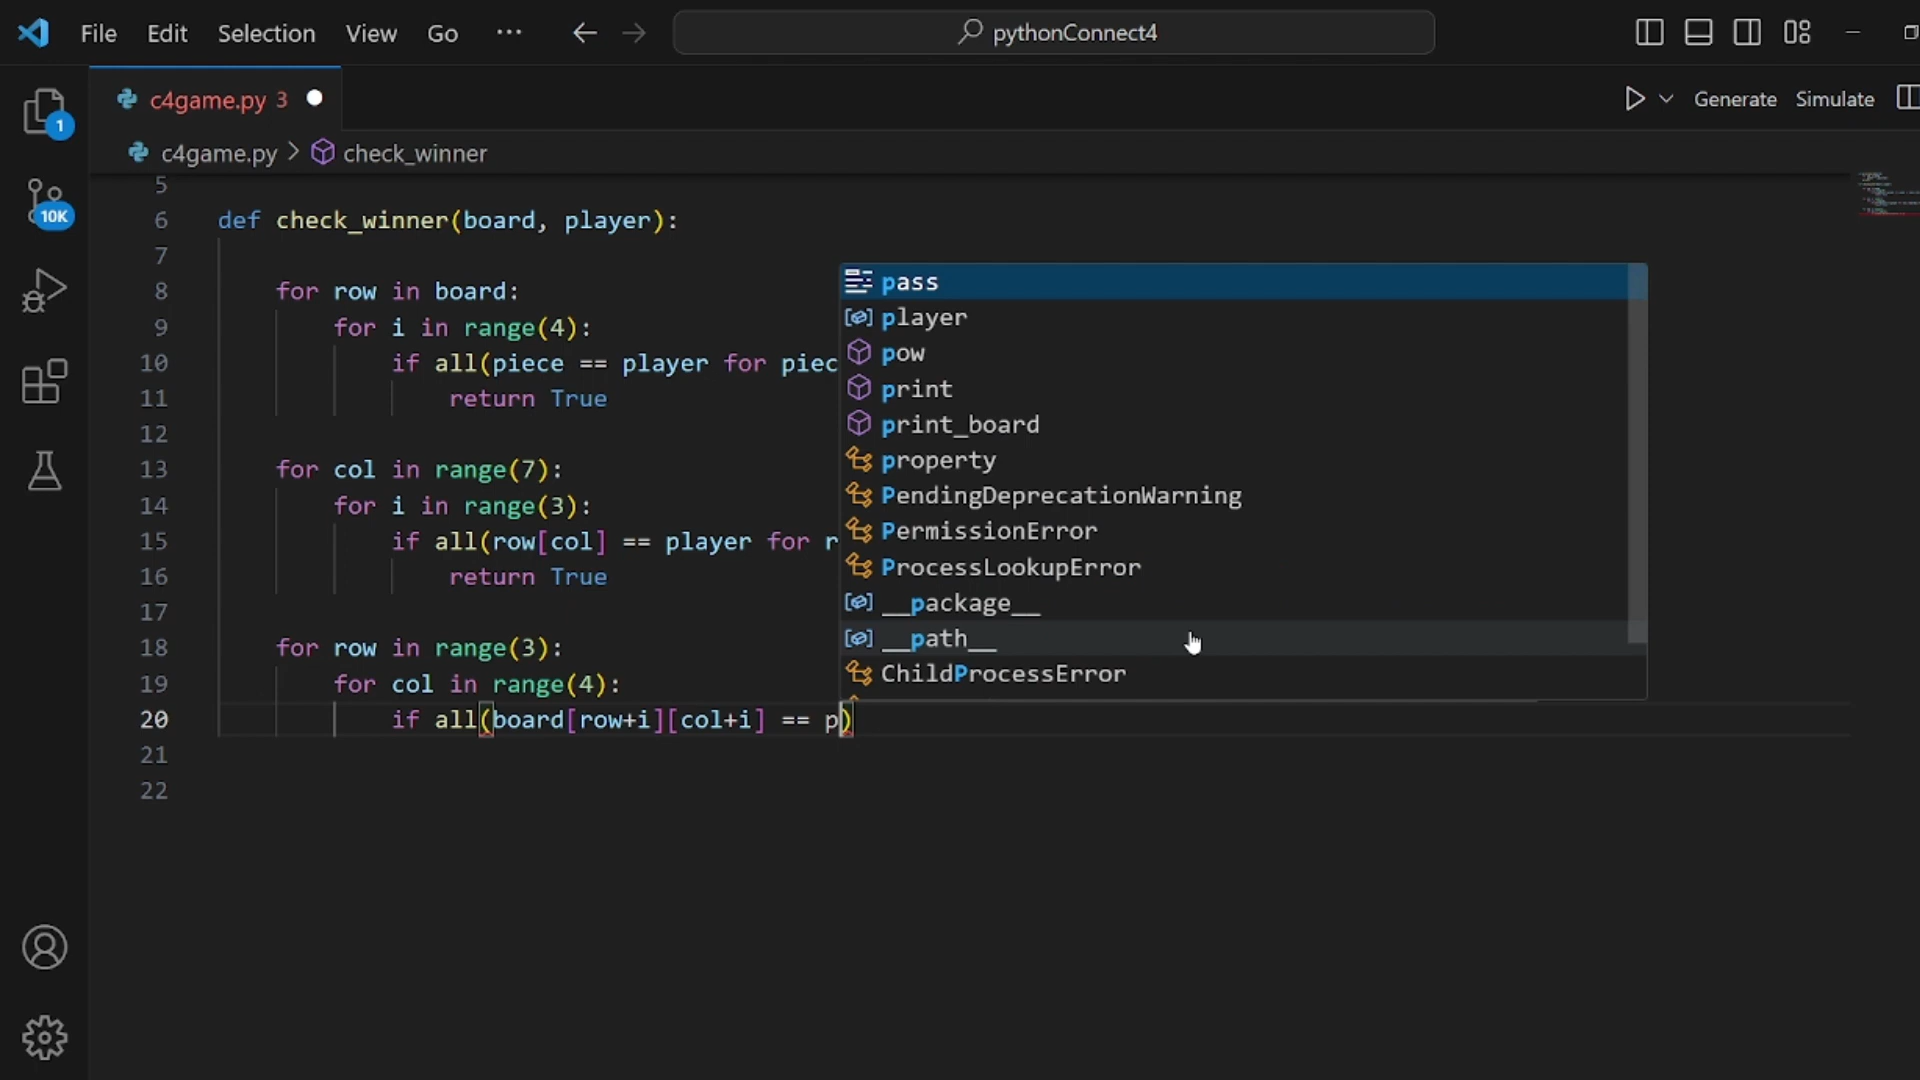 File Edit Selection View Go ··· pythonConnect4
c4game.py 3 Generate Simulate
1
c4game.py > check_winner
10K
5
6 def check_winner(board, player):
7
8 for row in board:
9 for i in range(4):
10 if all(piece == player for piec
11 return True
12
13 for col in range(7):
14 for i in range(3):
15 if all(row[col] == player for r
16 return True
17
18 for row in range(3):
19 for col in range(4):
20 if all(board[row+i][col+i] == p)
21
22
pass
player
pow
print
print_board
property
PendingDeprecationWarning
PermissionError
ProcessLookupError
__package__
__path__
ChildProcessError